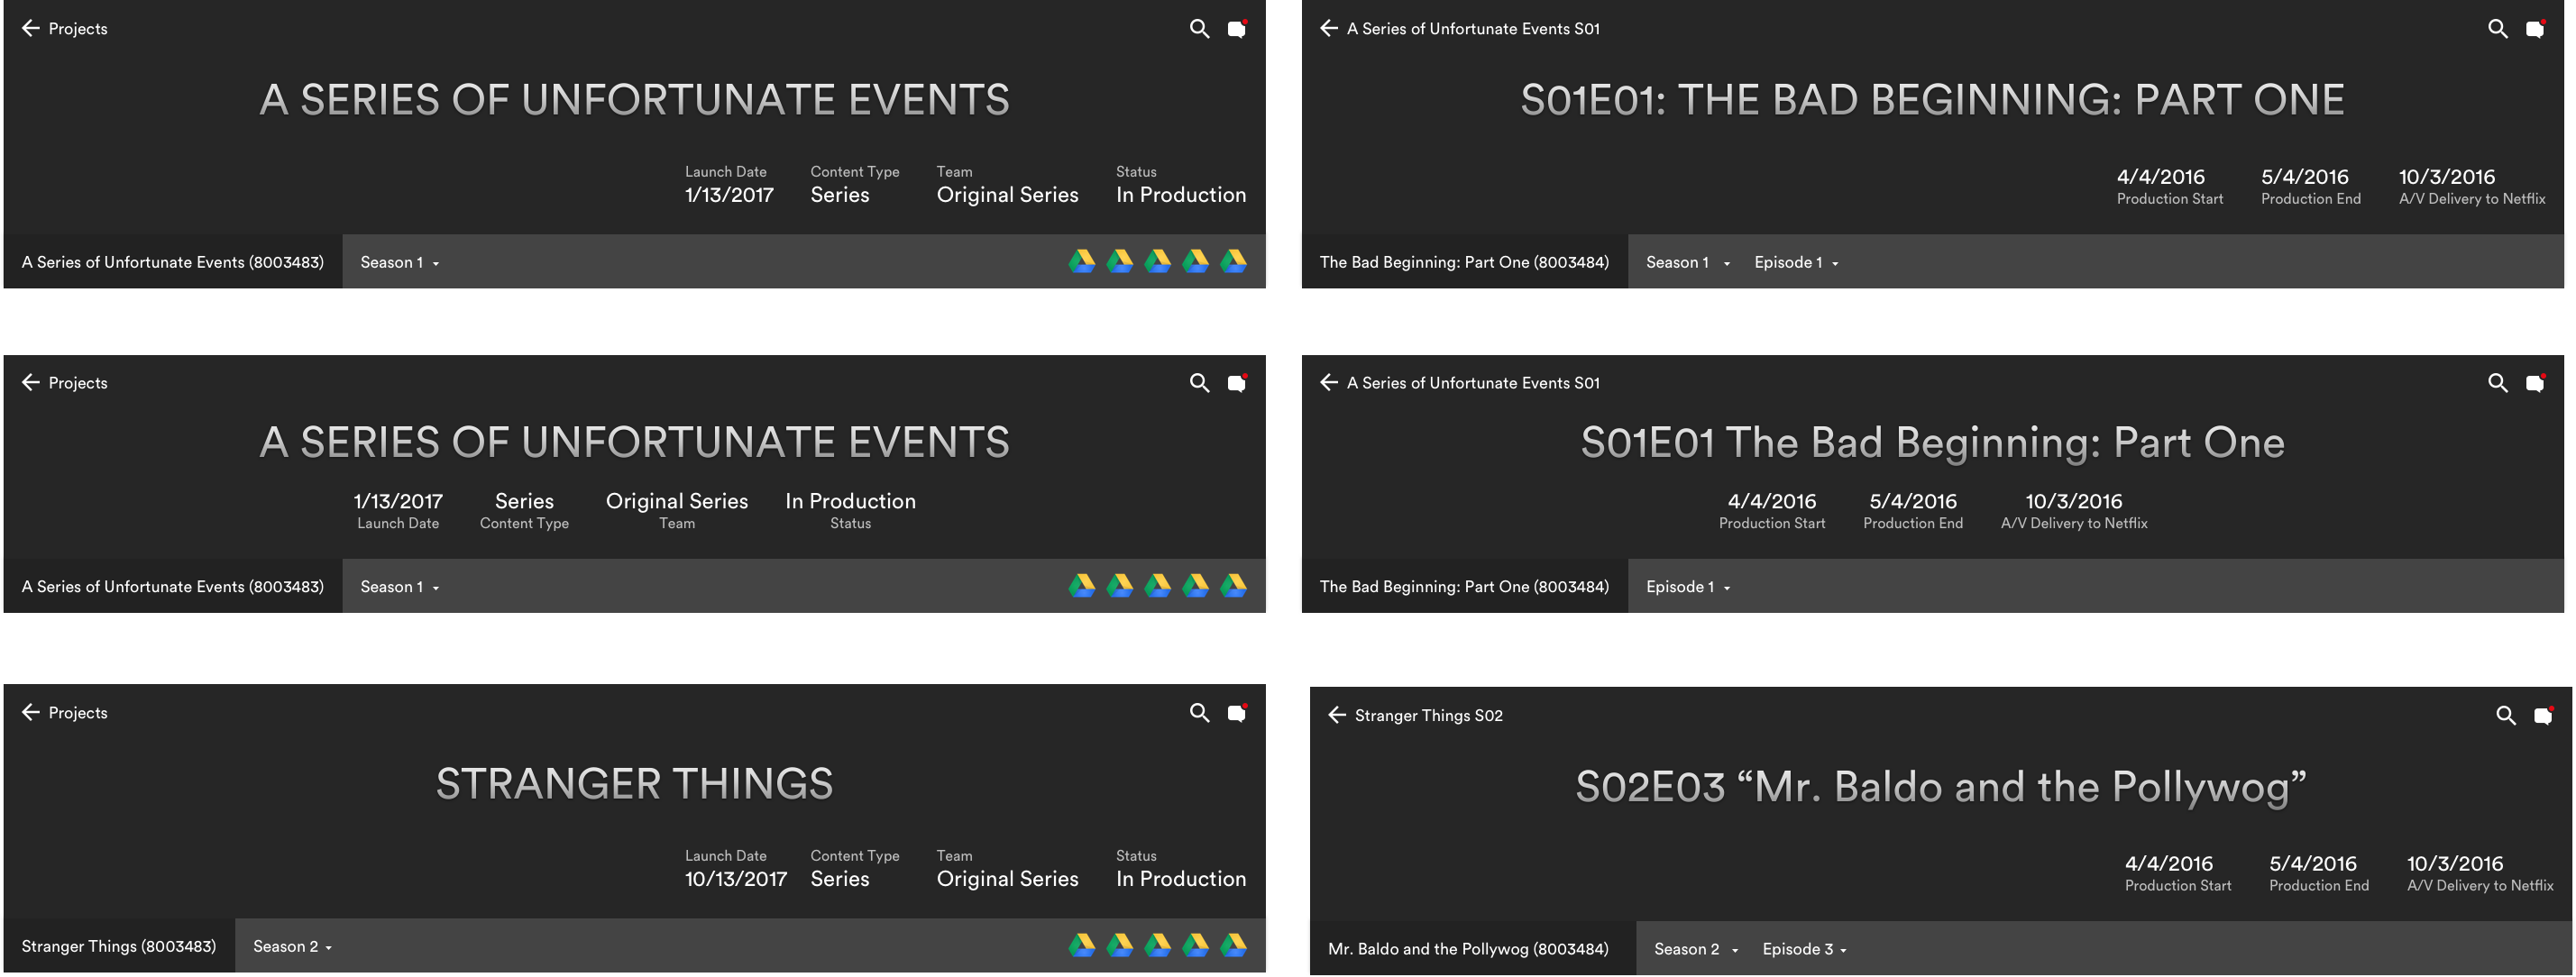 Projects
A SERIES OF UNFORTUNATE EVENTS
Launch Date Content Type Team Status
1/13/2017 Series Original Series In Production
A Series of Unfortunate Events (8003483) Season 1
A Series of Unfortunate Events S01
S01E01: THE BAD BEGINNING: PART ONE
4/4/2016 5/4/2016 10/3/2016
Production Start Production End A/V Delivery to Netflix
The Bad Beginning: Part One (8003484) Season 1 Episode 1
Projects
A SERIES OF UNFORTUNATE EVENTS
1/13/2017 Series Original Series In Production
Launch Date Content Type Team Status
A Series of Unfortunate Events (8003483) Season 1
A Series of Unfortunate Events S01
S01E01 The Bad Beginning: Part One
4/4/2016 5/4/2016 10/3/2016
Production Start Production End A/V Delivery to Netflix
The Bad Beginning: Part One (8003484) Episode 1
Projects
STRANGER THINGS
Launch Date Content Type Team Status
10/13/2017 Series Original Series In Production
Stranger Things (8003483) Season 2
Stranger Things S02
S02E03 “Mr. Baldo and the Pollywog”
4/4/2016 5/4/2016 10/3/2016
Production Start Production End A/V Delivery to Netflix
Mr. Baldo and the Pollywog (8003484) Season 2 Episode 3